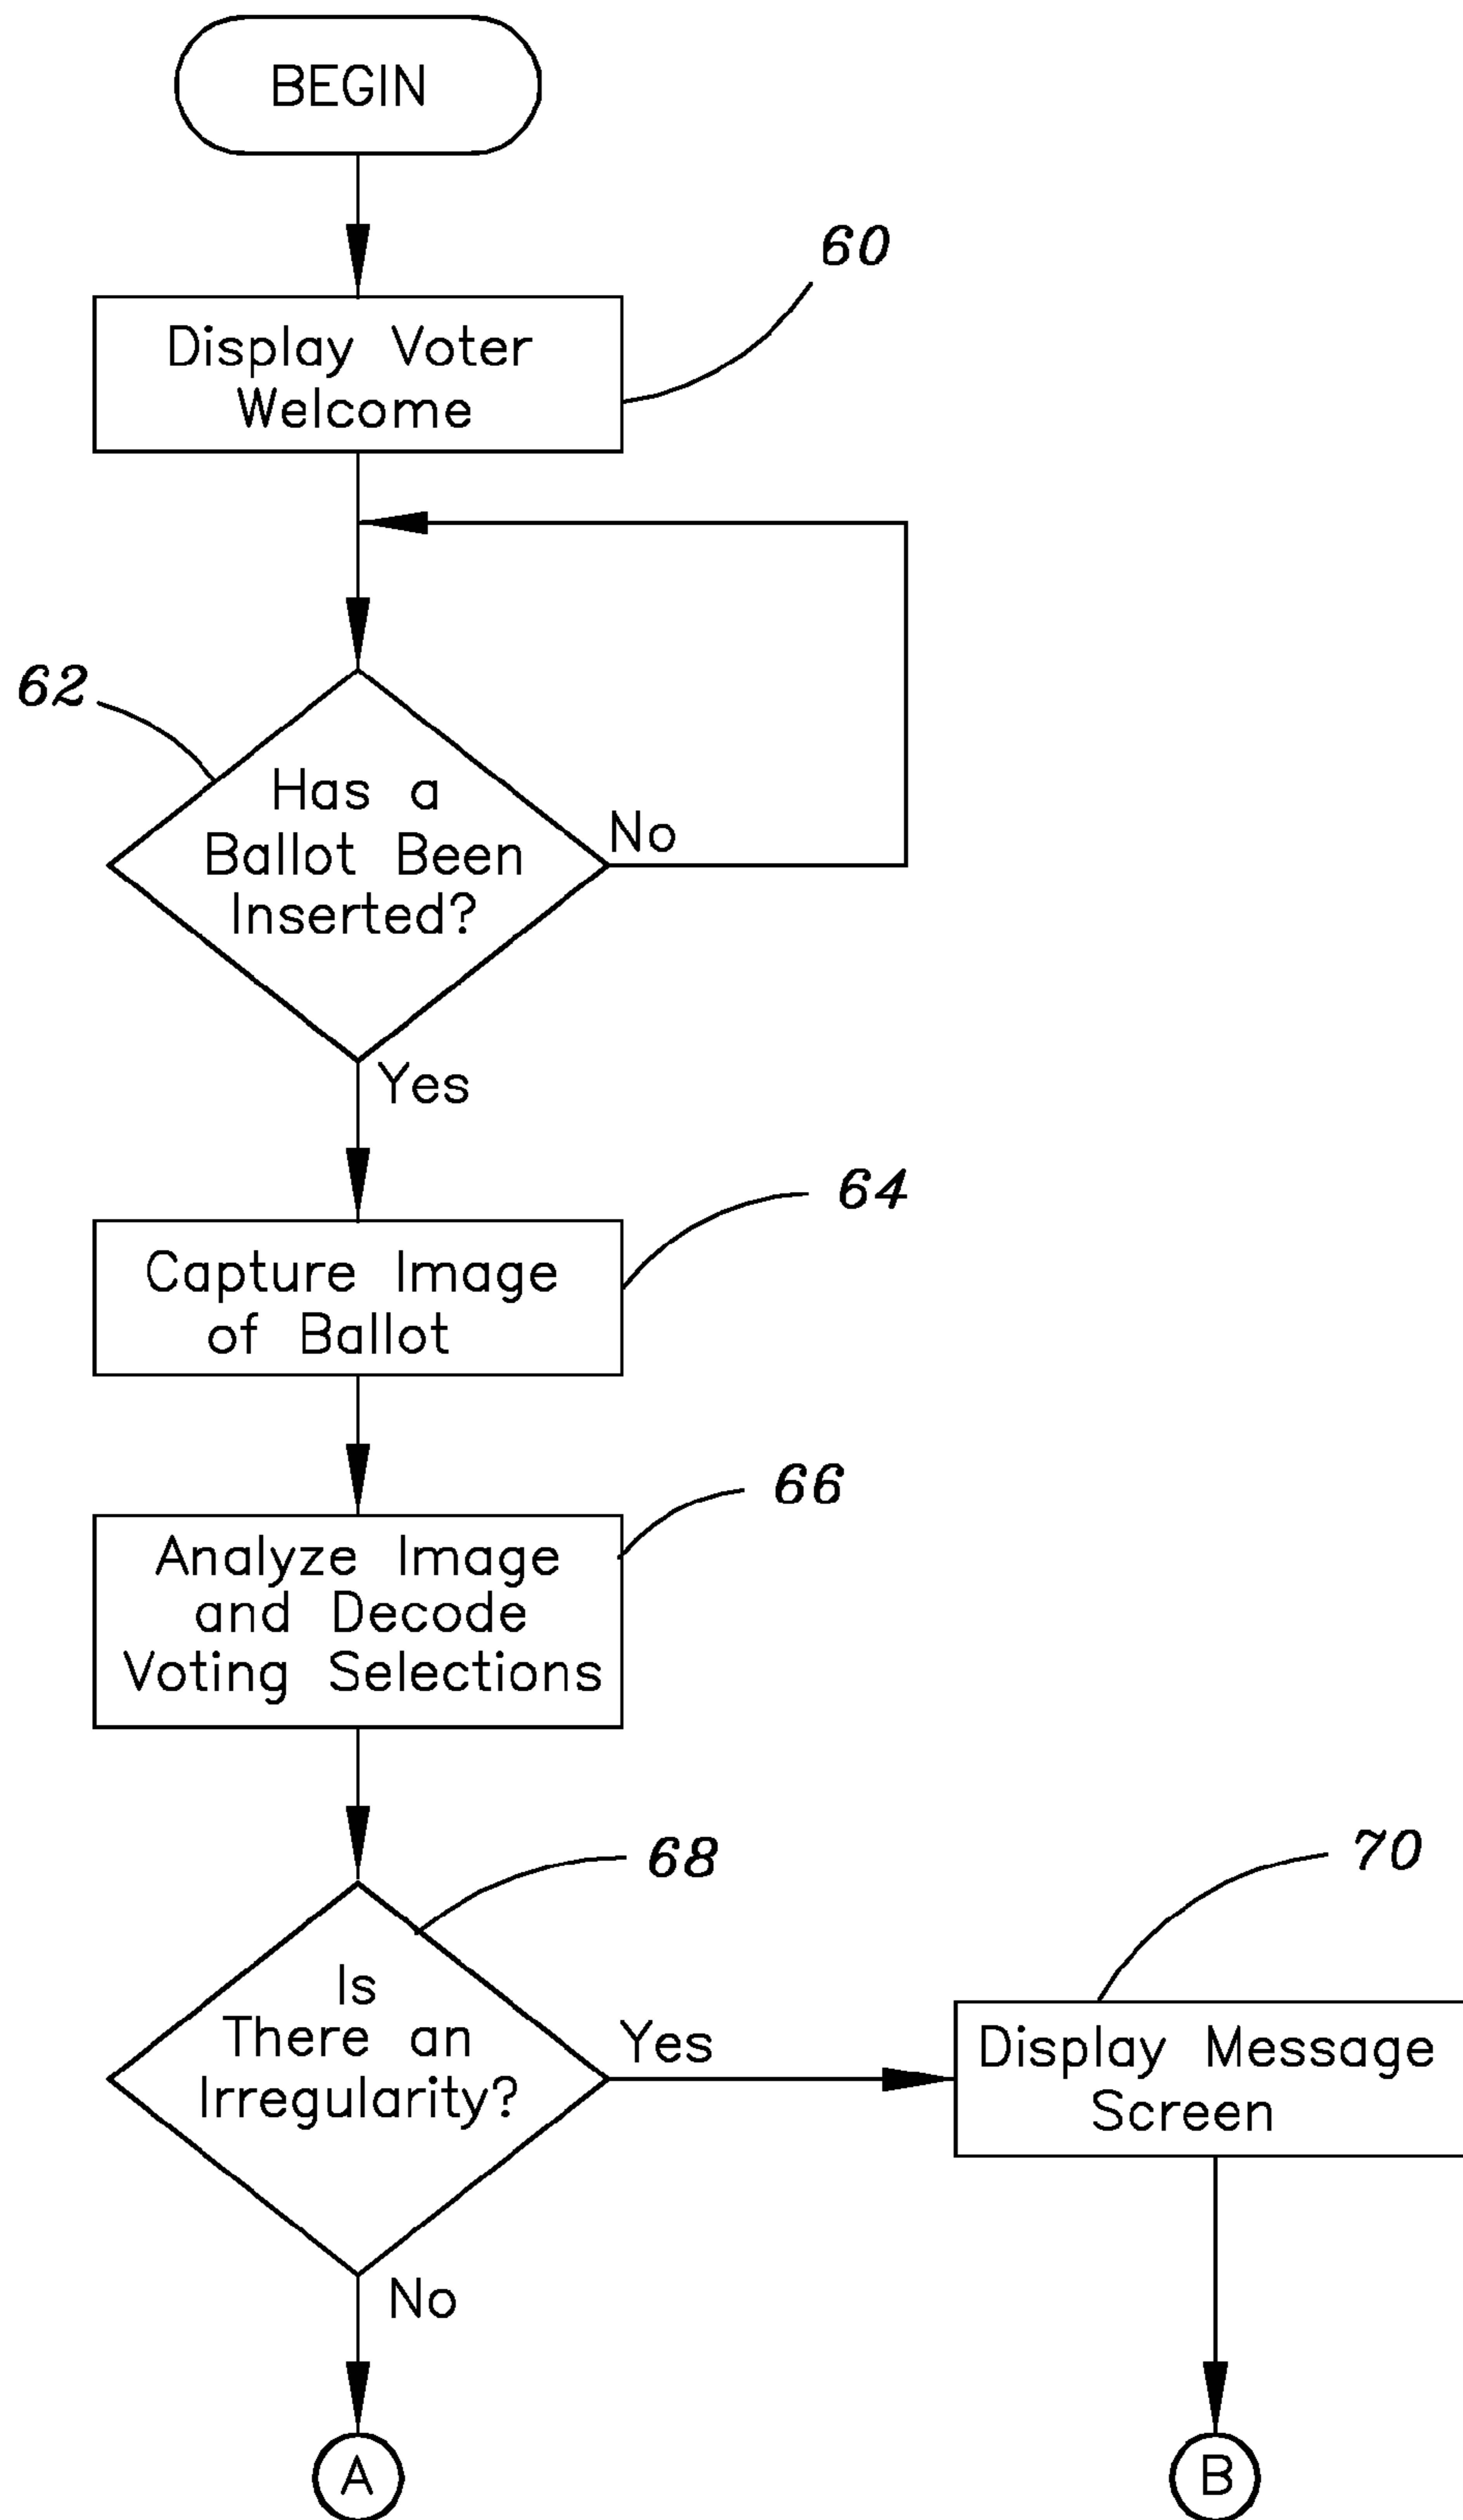 BEGIN
60
Display Voter
Welcome
62
Has a
Ballot Been
Inserted?
No
Yes
64
Capture Image
of Ballot
66
Analyze Image
and Decode
Voting Selections
68
70
Is
There an
Irregularity?
Yes
Display Message
Screen
No
A
B